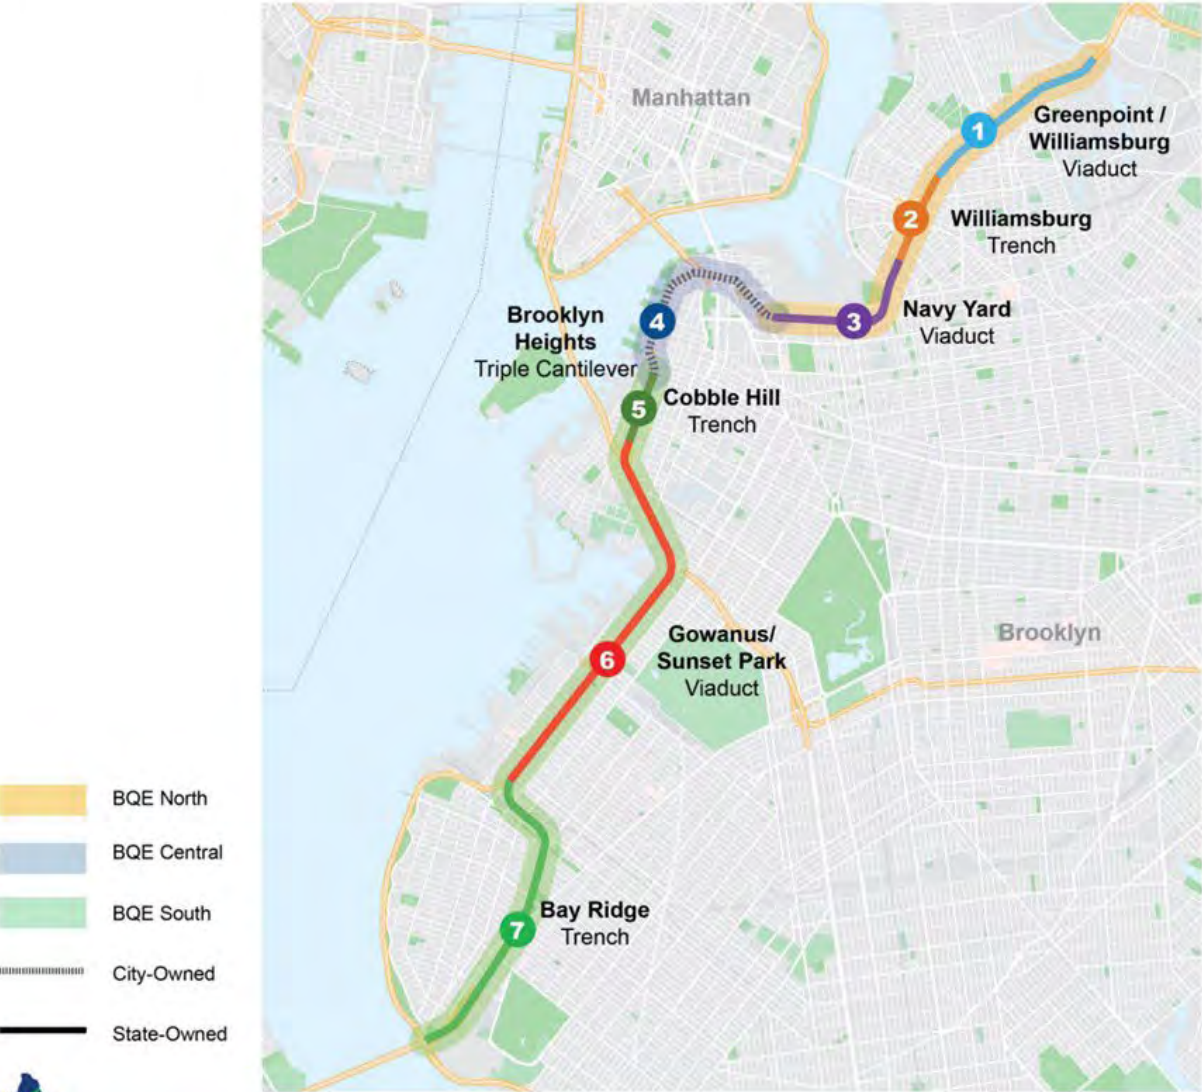 Manhattan
1
Greenpoint /
Williamsburg
Viaduct
2
Williamsburg
Trench
3
Navy Yard
Viaduct
Brooklyn
Heights
Triple Cantilever
4
5
Cobble Hill
Trench
Brooklyn
6
Gowanus/
Sunset Park
Viaduct
7
Bay Ridge
Trench
BQE North
BQE Central
BQE South
City-Owned
State-Owned